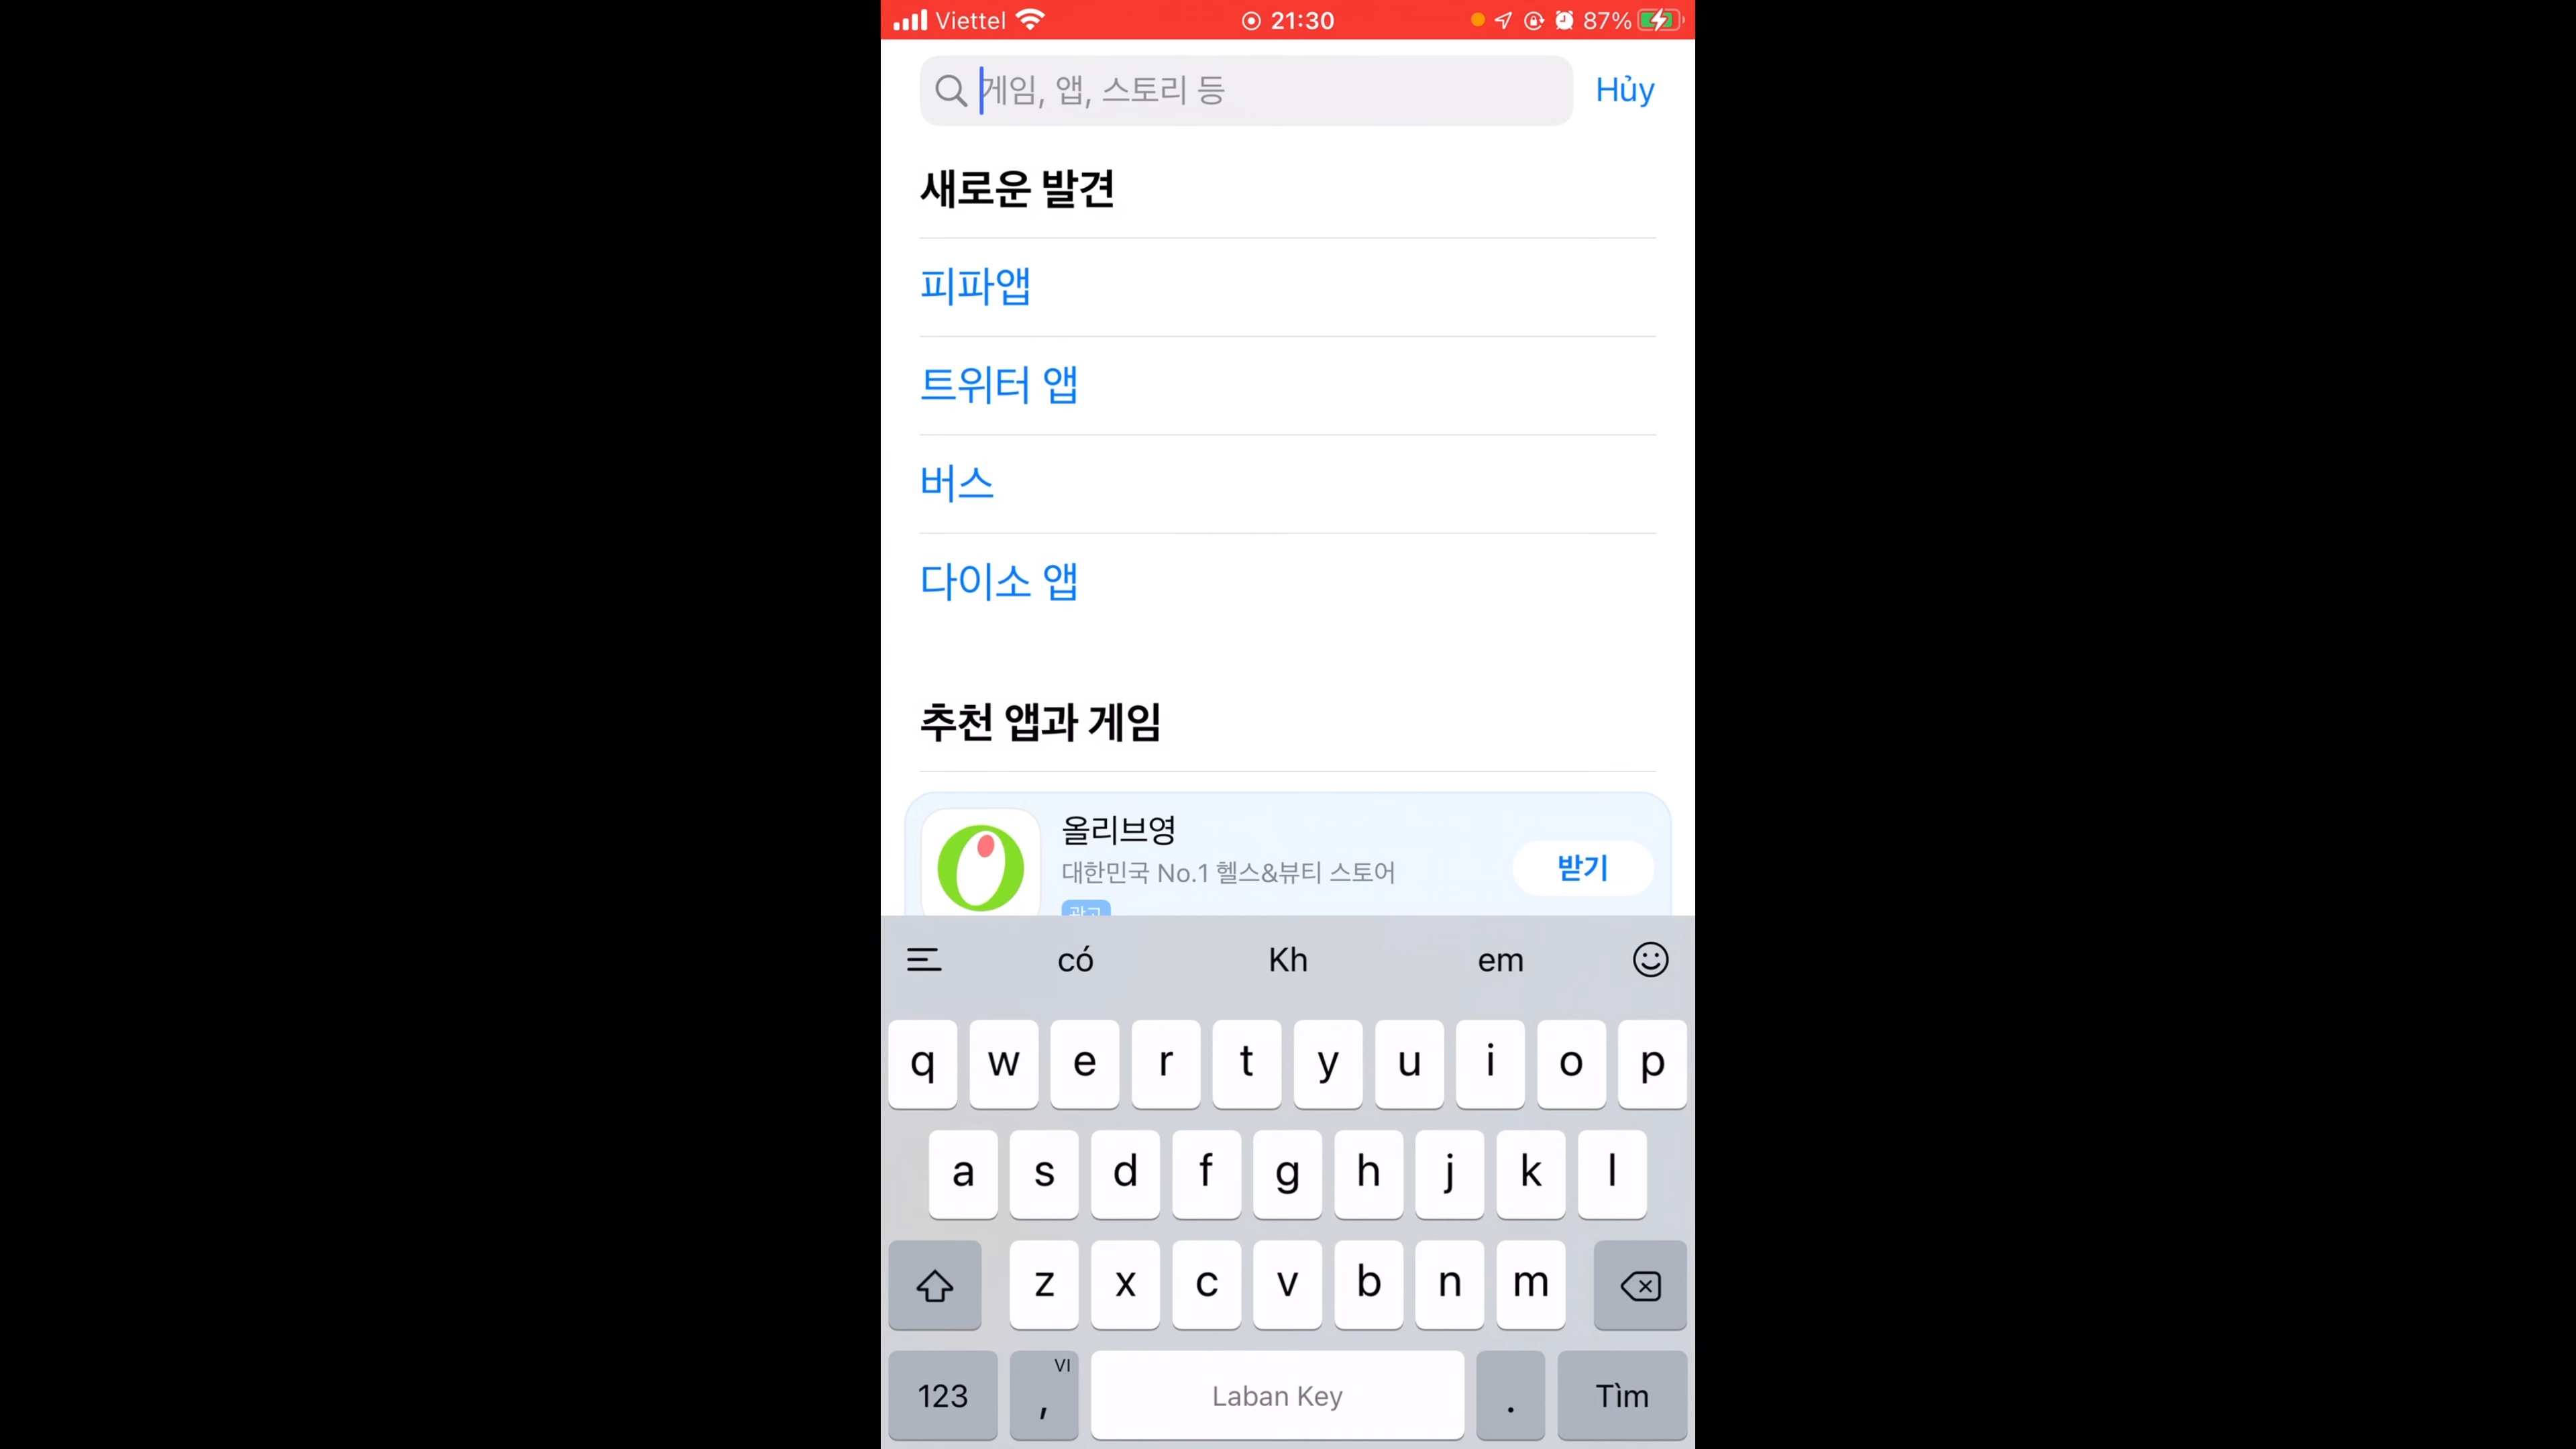 Viettel 21:30 87%
게임, 앱, 스토리 등 Hủy
새로운 발견
피파앱
트위터 앱
버스
다이소 앱
추천 앱과 게임
올리브영
대한민국 No.1 헬스&뷰티 스토어
받기
광고
có Kh em
q w e r t y u i o p
a s d f g h j k l
z x c v b n m
123 , VI Laban Key . Tìm